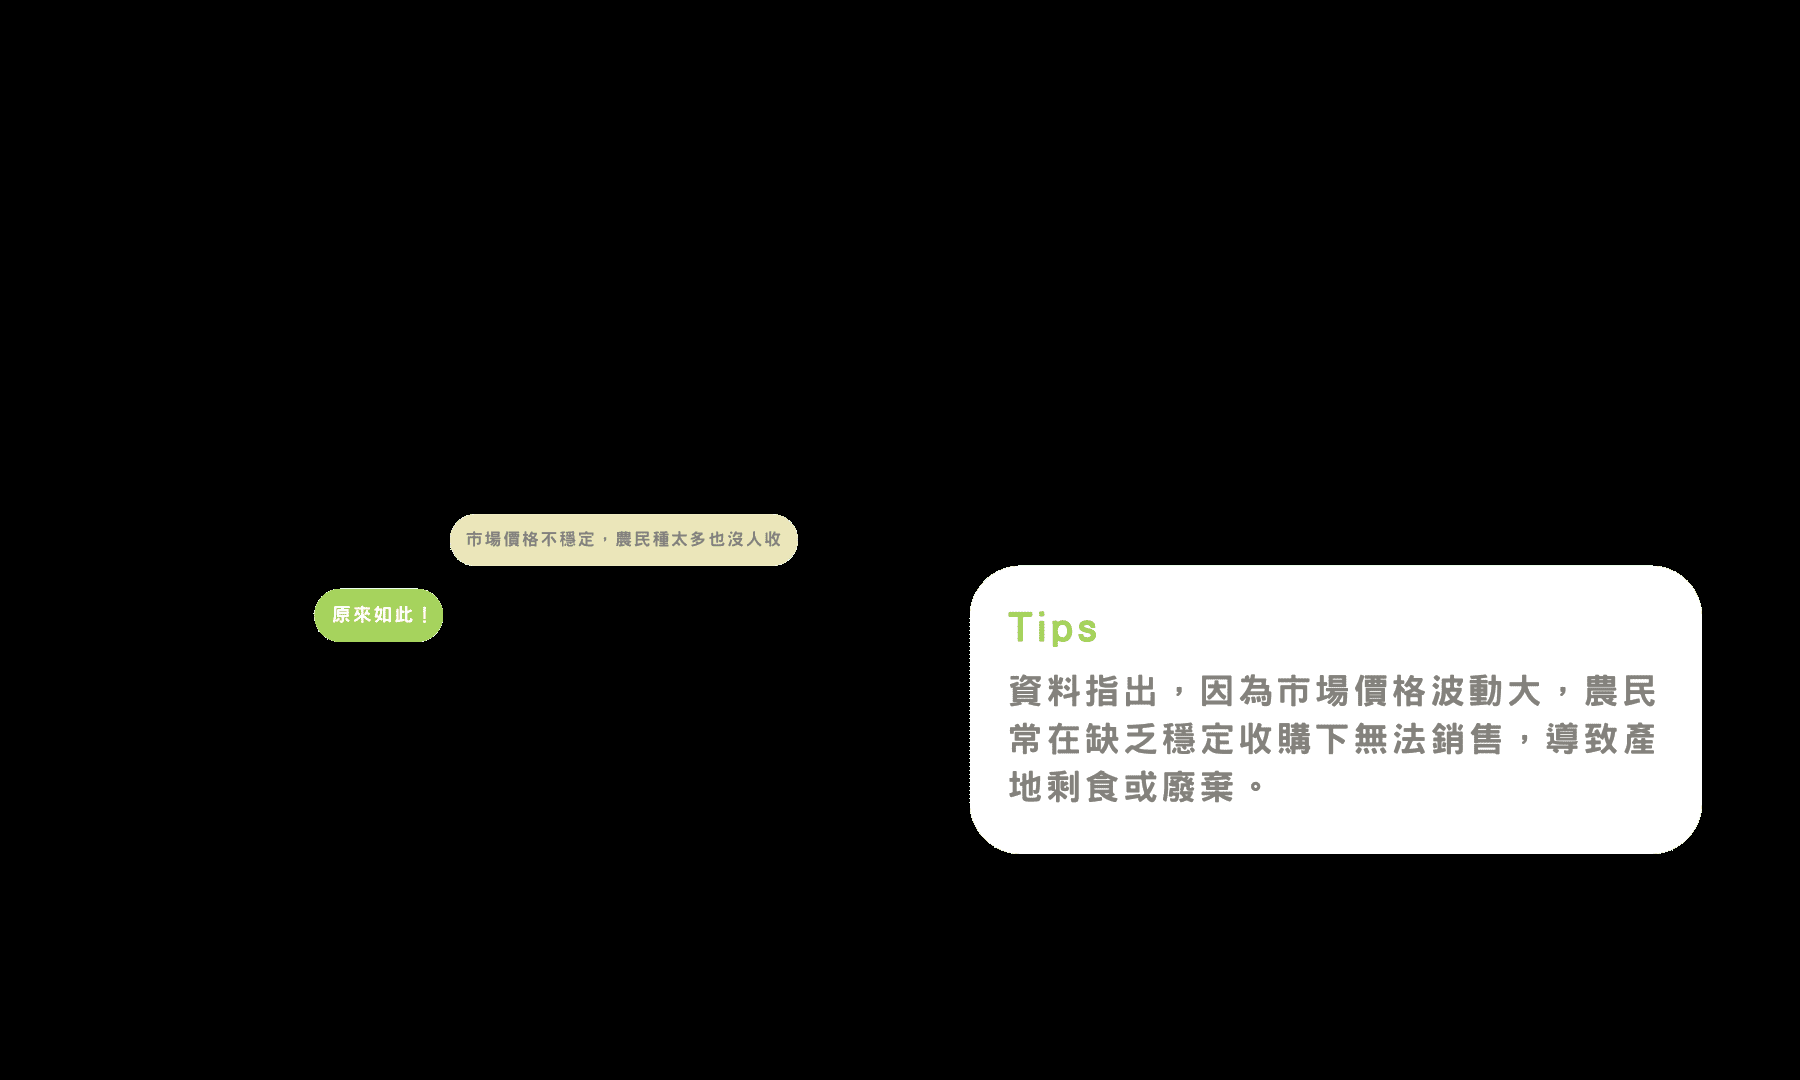 市場價格不穩定，農民種太多也沒人收
原來如此！
Tips
資料指出，因為市場價格波動大，農民
常在缺乏穩定收購下無法銷售，導致產
地剩食或廢棄。